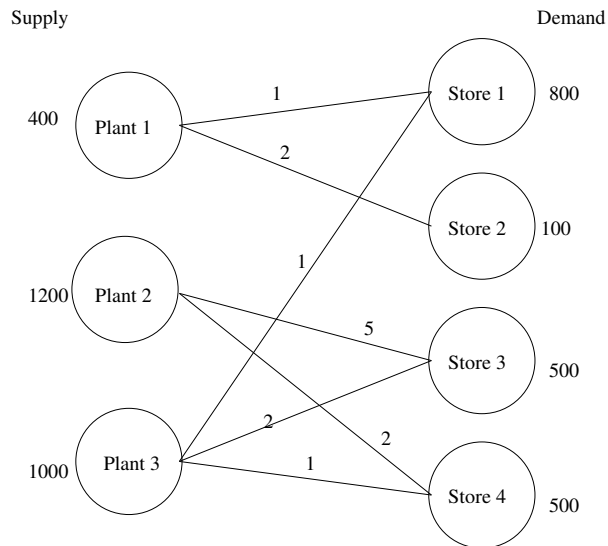 Supply Demand
1
Store 1 800
400 Plant 1
2
Store 2 100
1
1200 Plant 2
5
Store 3 500
2 2
1000 Plant 3 1
Store 4 500